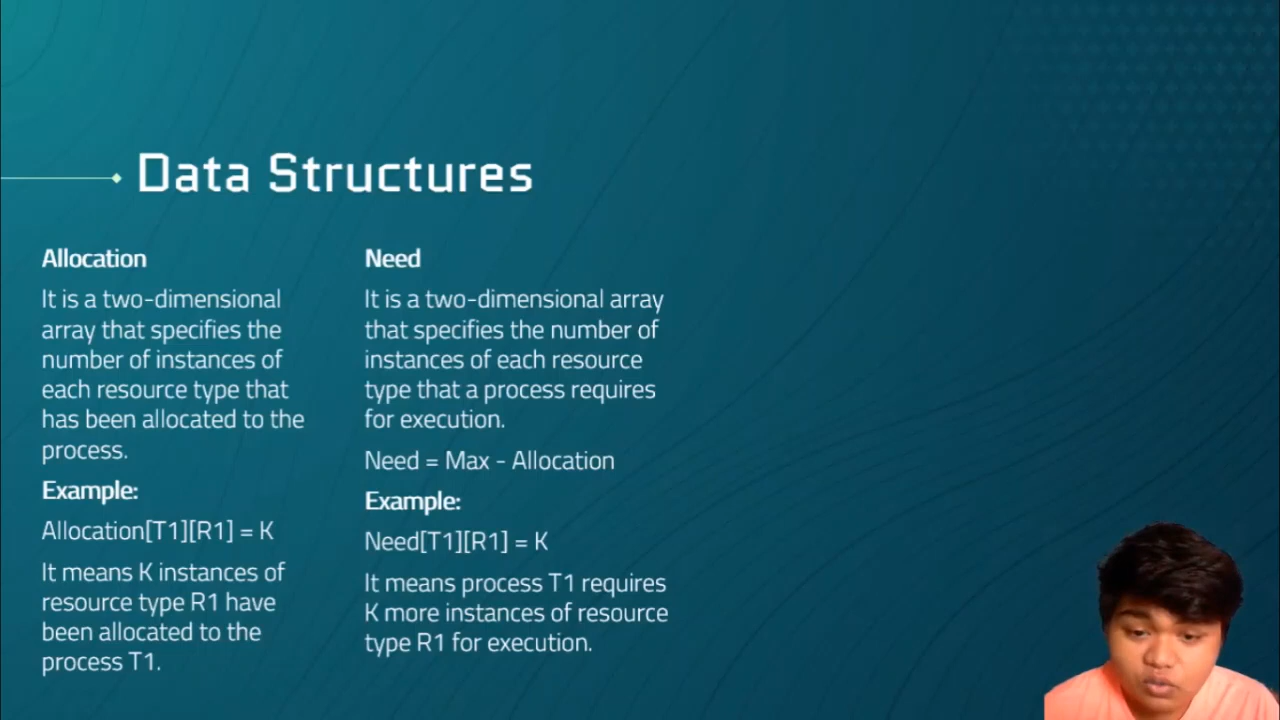 Data Structures
Allocation
It is a two-dimensional
array that specifies the
number of instances of
each resource type that
has been allocated to the
process.
Example:
Allocation[T1][R1] = K
It means K instances of
resource type R1 have
been allocated to the
process T1.
Need
It is a two-dimensional array
that specifies the number of
instances of each resource
type that a process requires
for execution.
Need = Max - Allocation
Example:
Need[T1][R1] = K
It means process T1 requires
K more instances of resource
type R1 for execution.